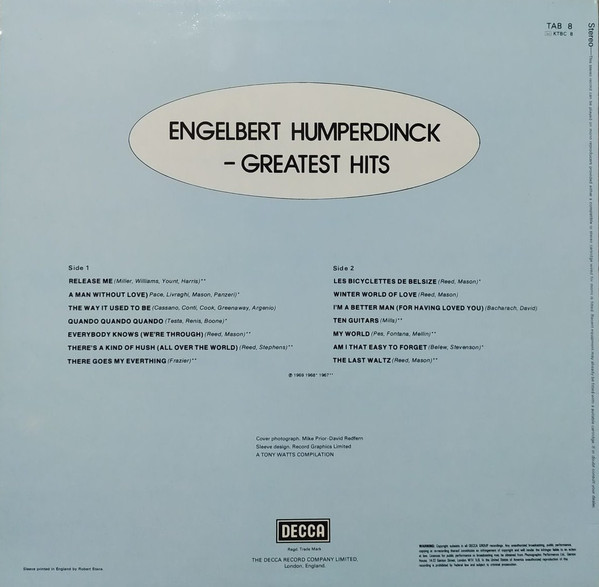 TAB 8
KTBC 8
Stereo
ENGELBERT HUMPERDINCK
– GREATEST HITS
Side 1
RELEASE ME (Miller, Williams, Yount, Harris)**
A MAN WITHOUT LOVE) Pace, Livraghi, Mason, Panzeri)*
THE WAY IT USED TO BE (Cassano, Conti, Cook, Greenaway, Argenio)
QUANDO QUANDO QUANDO (Testa, Renis, Boone)*
EVERYBODY KNOWS (WE'RE THROUGH) (Reed, Mason)**
THERE'S A KIND OF HUSH (ALL OVER THE WORLD) (Reed, Stephens)**
THERE GOES MY EVERTHING (Frazier)**
Side 2
LES BICYCLETTES DE BELSIZE (Reed, Mason)*
WINTER WORLD OF LOVE (Reed, Mason)
I'M A BETTER MAN (FOR HAVING LOVED YOU) (Bacharach, David)
TEN GUITARS (Mills)**
MY WORLD (Pes, Fontana, Meltin)**
AM I THAT EASY TO FORGET (Belew, Stevenson)*
THE LAST WALTZ (Reed, Mason)**
℗ 1969 1968* 1967**
Cover photograph. Mike Prior-David Redfern
Sleeve design. Record Graphics Limited.
A TONY WATTS COMPILATION
DECCA
Regd. Trade Mark.
THE DECCA RECORD COMPANY LIMITED,
London, England.
Sleeve printed in England by Robert Stace.